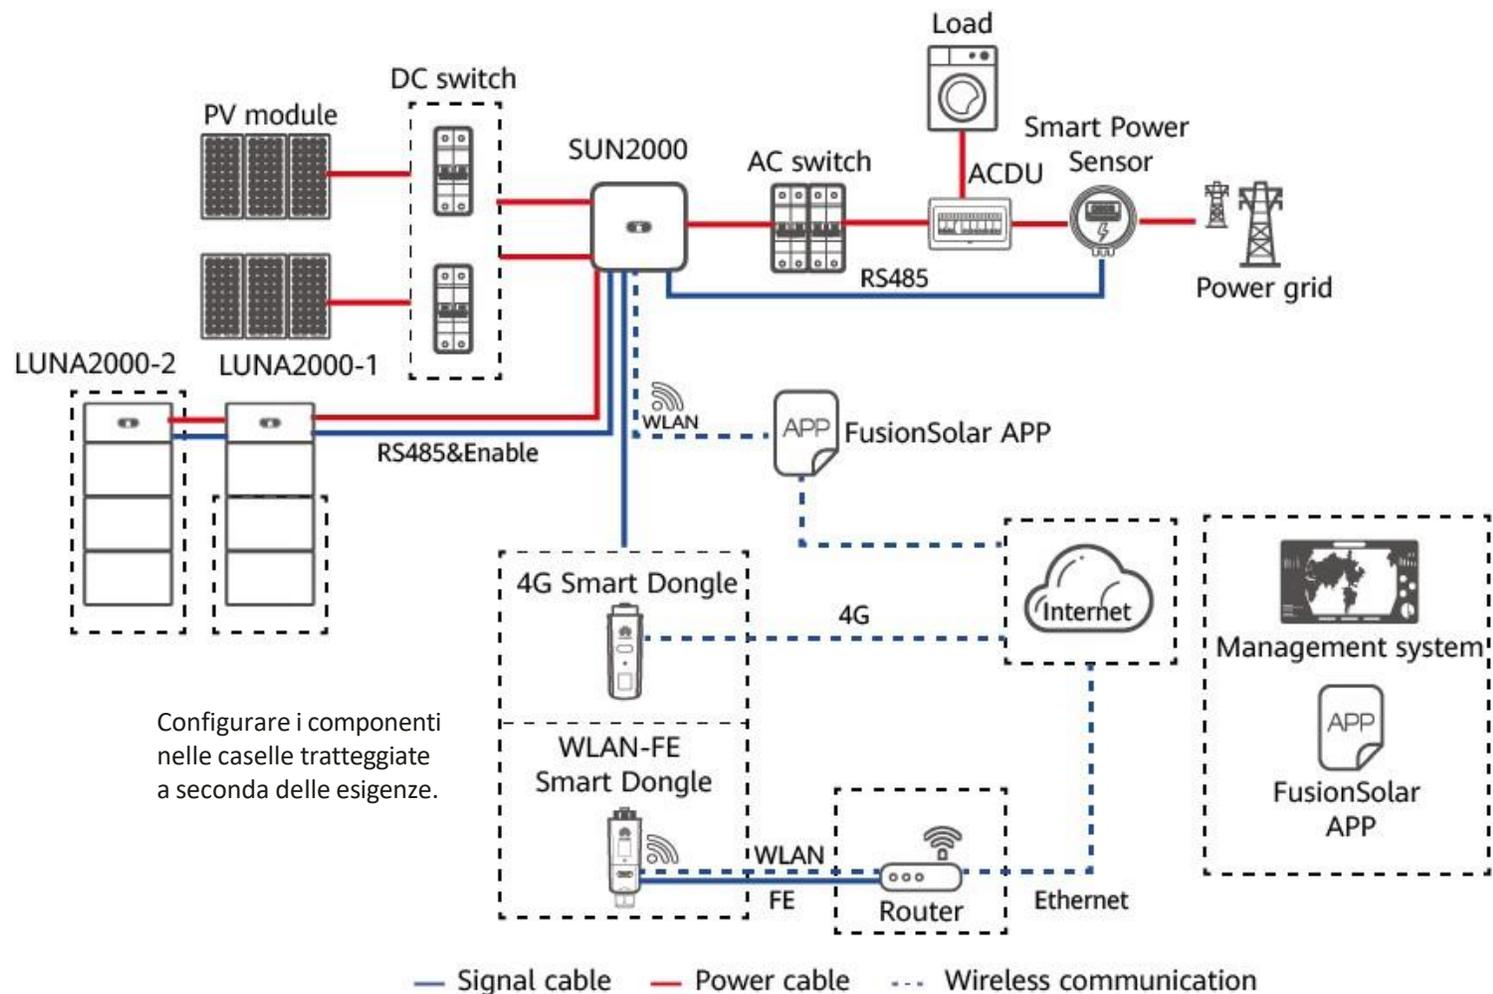 Load
DC switch
PV module
Smart Power
Sensor
SUN2000
AC switch
ACDU
RS485
Power grid
LUNA2000-2
LUNA2000-1
WLAN
APP
FusionSolar APP
RS485&Enable
4G Smart Dongle
4G
Internet
Management system
Configurare i componenti
nelle caselle tratteggiate
a seconda delle esigenze.
APP
WLAN-FE
Smart Dongle
FusionSolar
APP
WLAN
FE
Router
Ethernet
Signal cable
Power cable
Wireless communication